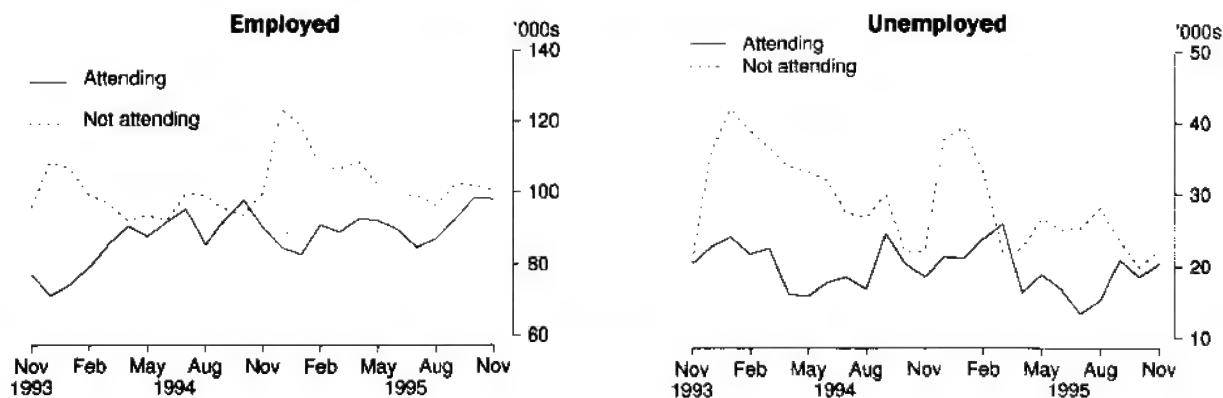 Employed
'000s
140
120
100
80
60
Attending
Not attending
Nov Feb May Aug Nov Feb May Aug Nov
1993 1994 1995
Unemployed
'000s
50
40
30
20
10
Attending
Not attending
Nov Feb May Aug Nov Feb May Aug Nov
1993 1994 1995